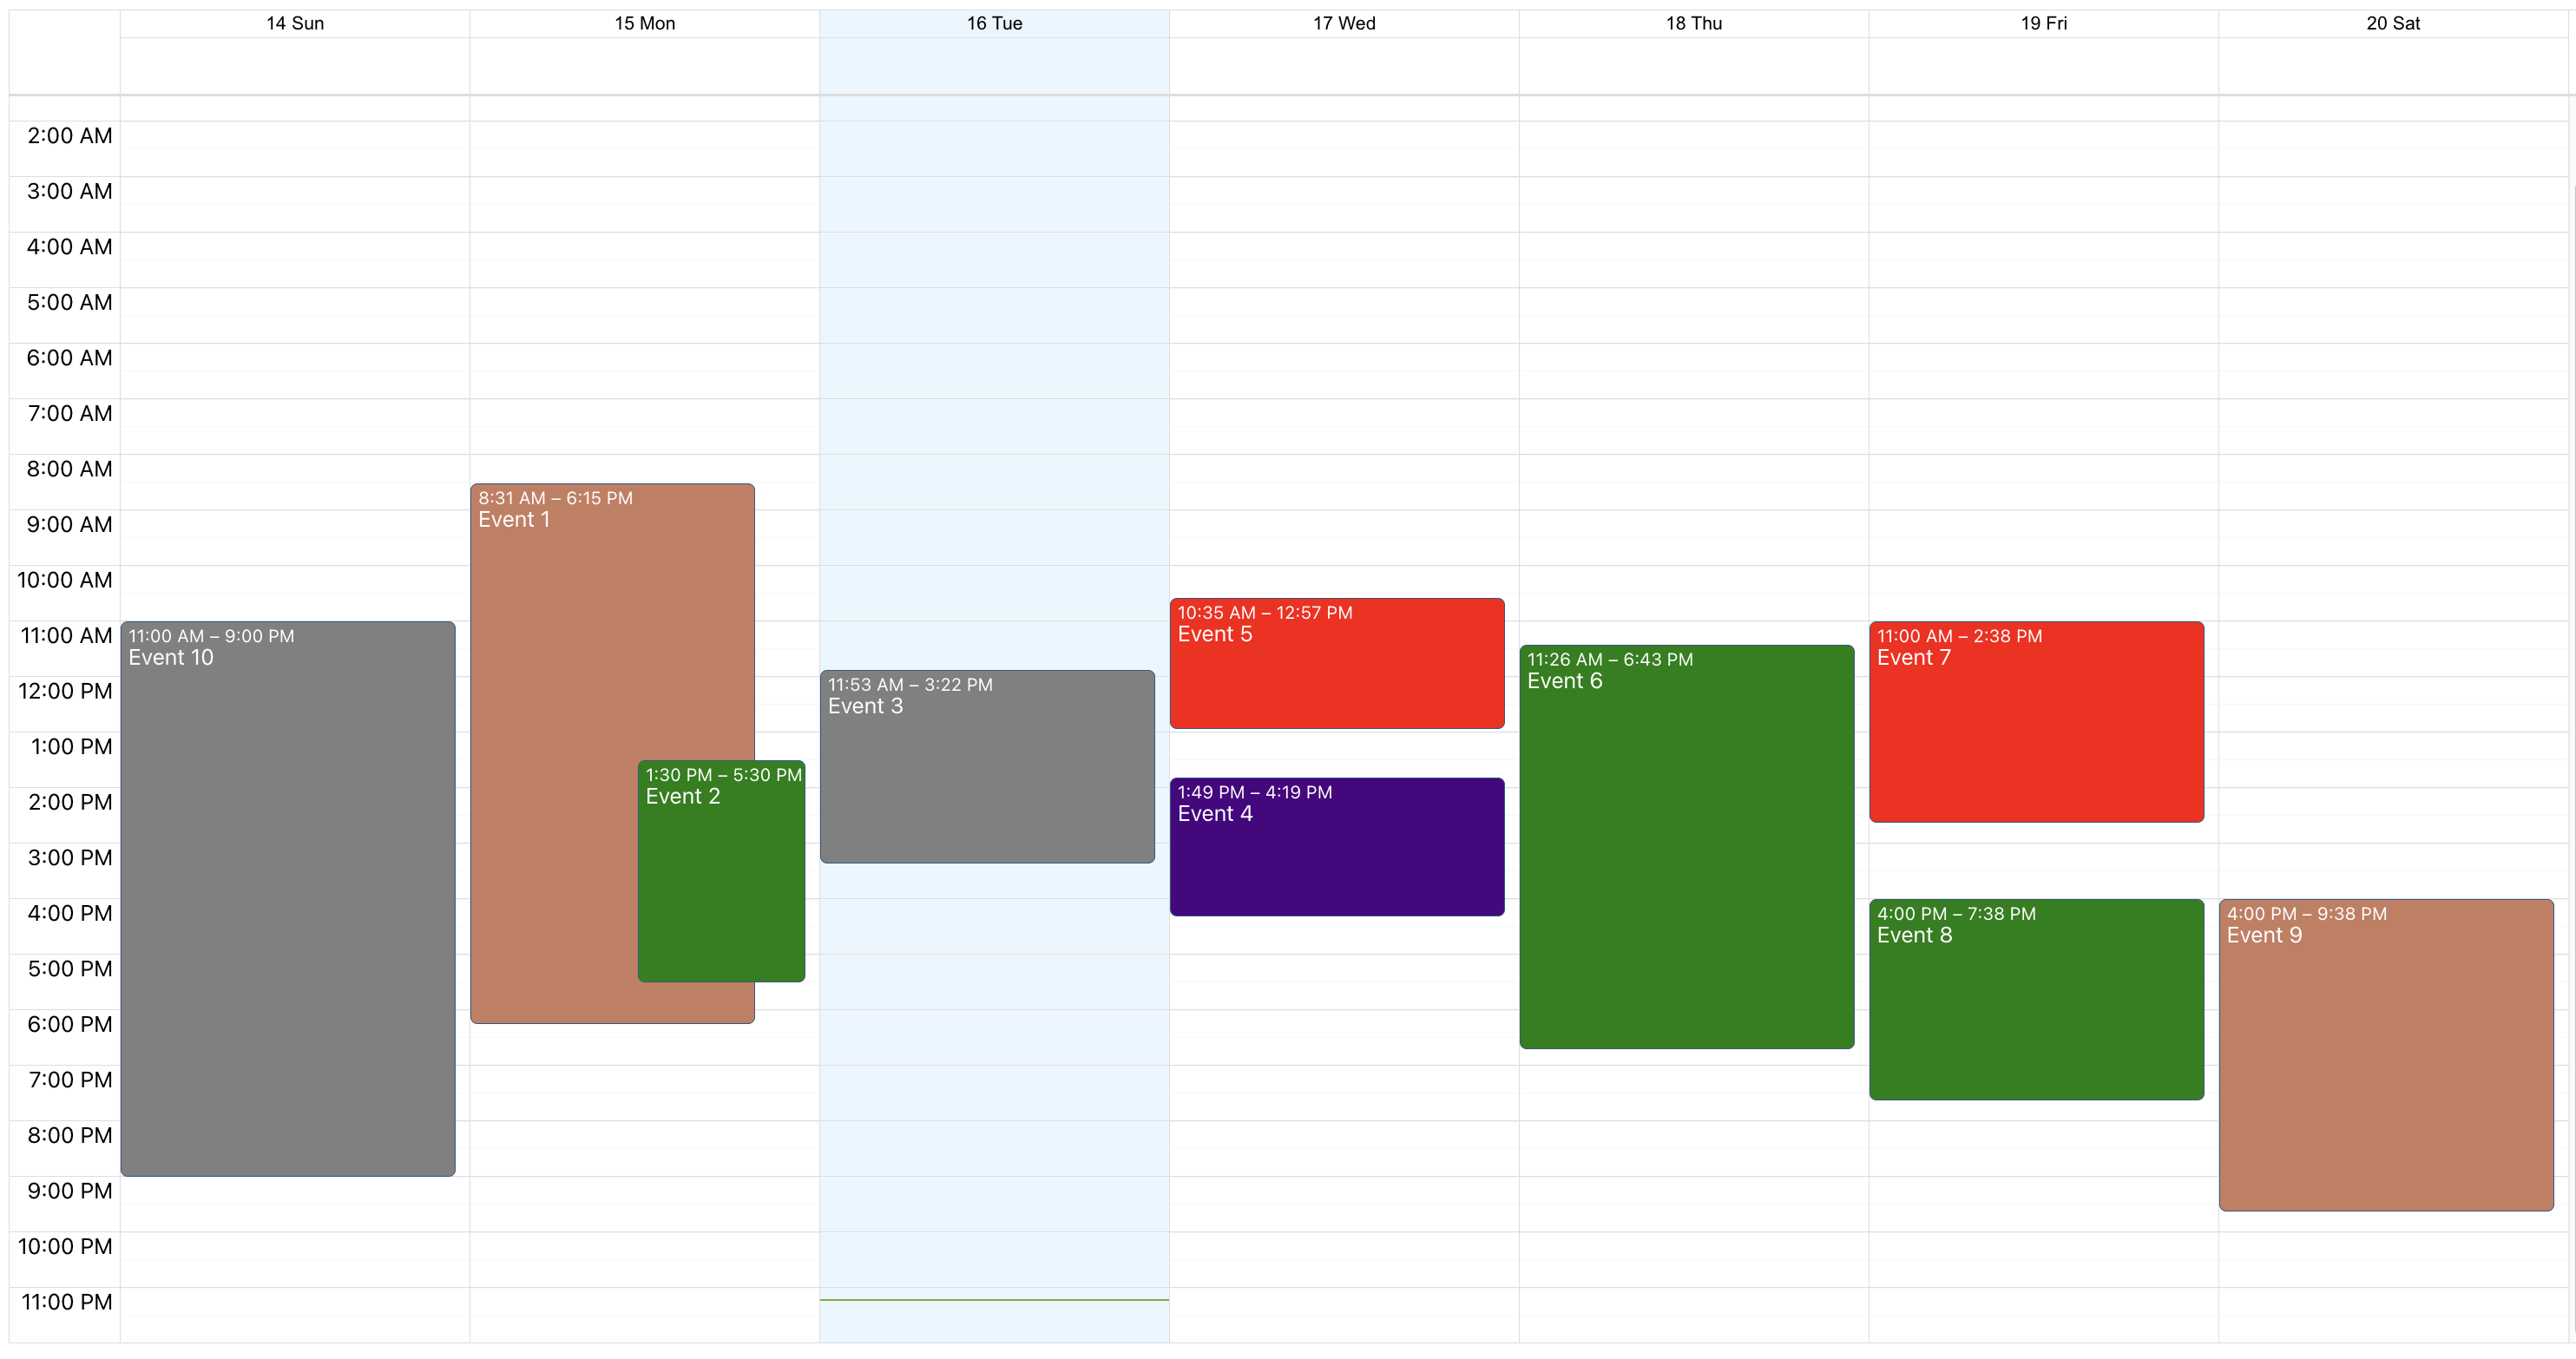 14 Sun
15 Mon
16 Tue
17 Wed
18 Thu
19 Fri
20 Sat
2:00 AM
3:00 AM
4:00 AM
5:00 AM
6:00 AM
7:00 AM
8:00 AM
9:00 AM
10:00 AM
11:00 AM
12:00 PM
1:00 PM
2:00 PM
3:00 PM
4:00 PM
5:00 PM
6:00 PM
7:00 PM
8:00 PM
9:00 PM
10:00 PM
11:00 PM
11:00 AM – 9:00 PM
Event 10
8:31 AM – 6:15 PM
Event 1
1:30 PM – 5:30 PM
Event 2
11:53 AM – 3:22 PM
Event 3
10:35 AM – 12:57 PM
Event 5
1:49 PM – 4:19 PM
Event 4
11:26 AM – 6:43 PM
Event 6
11:00 AM – 2:38 PM
Event 7
4:00 PM – 7:38 PM
Event 8
4:00 PM – 9:38 PM
Event 9